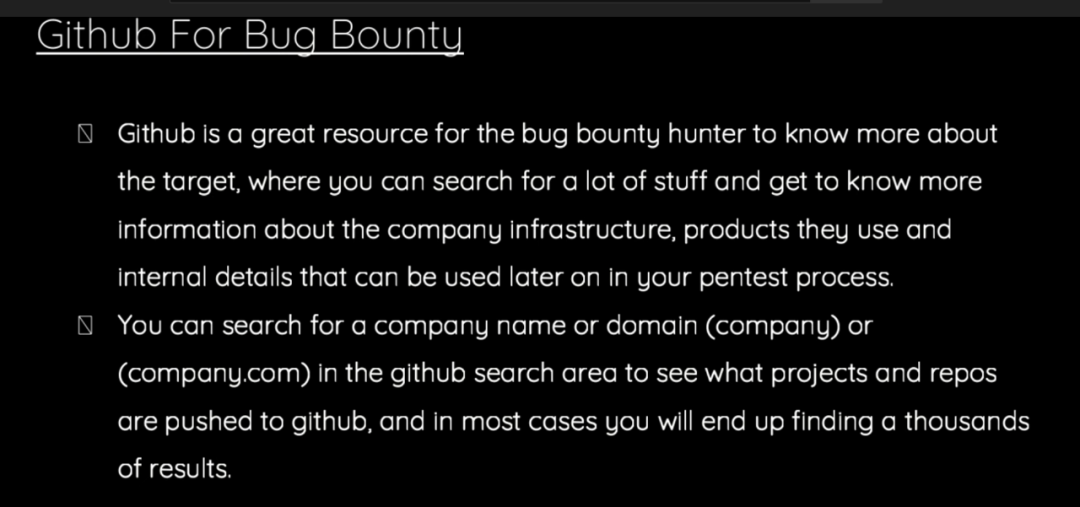 Github For Bug Bounty
Github is a great resource for the bug bounty hunter to know more about
the target, where you can search for a lot of stuff and get to know more
information about the company infrastructure, products they use and
internal details that can be used later on in your pentest process.
You can search for a company name or domain (company) or
(company.com) in the github search area to see what projects and repos
are pushed to github, and in most cases you will end up finding a thousands
of results.